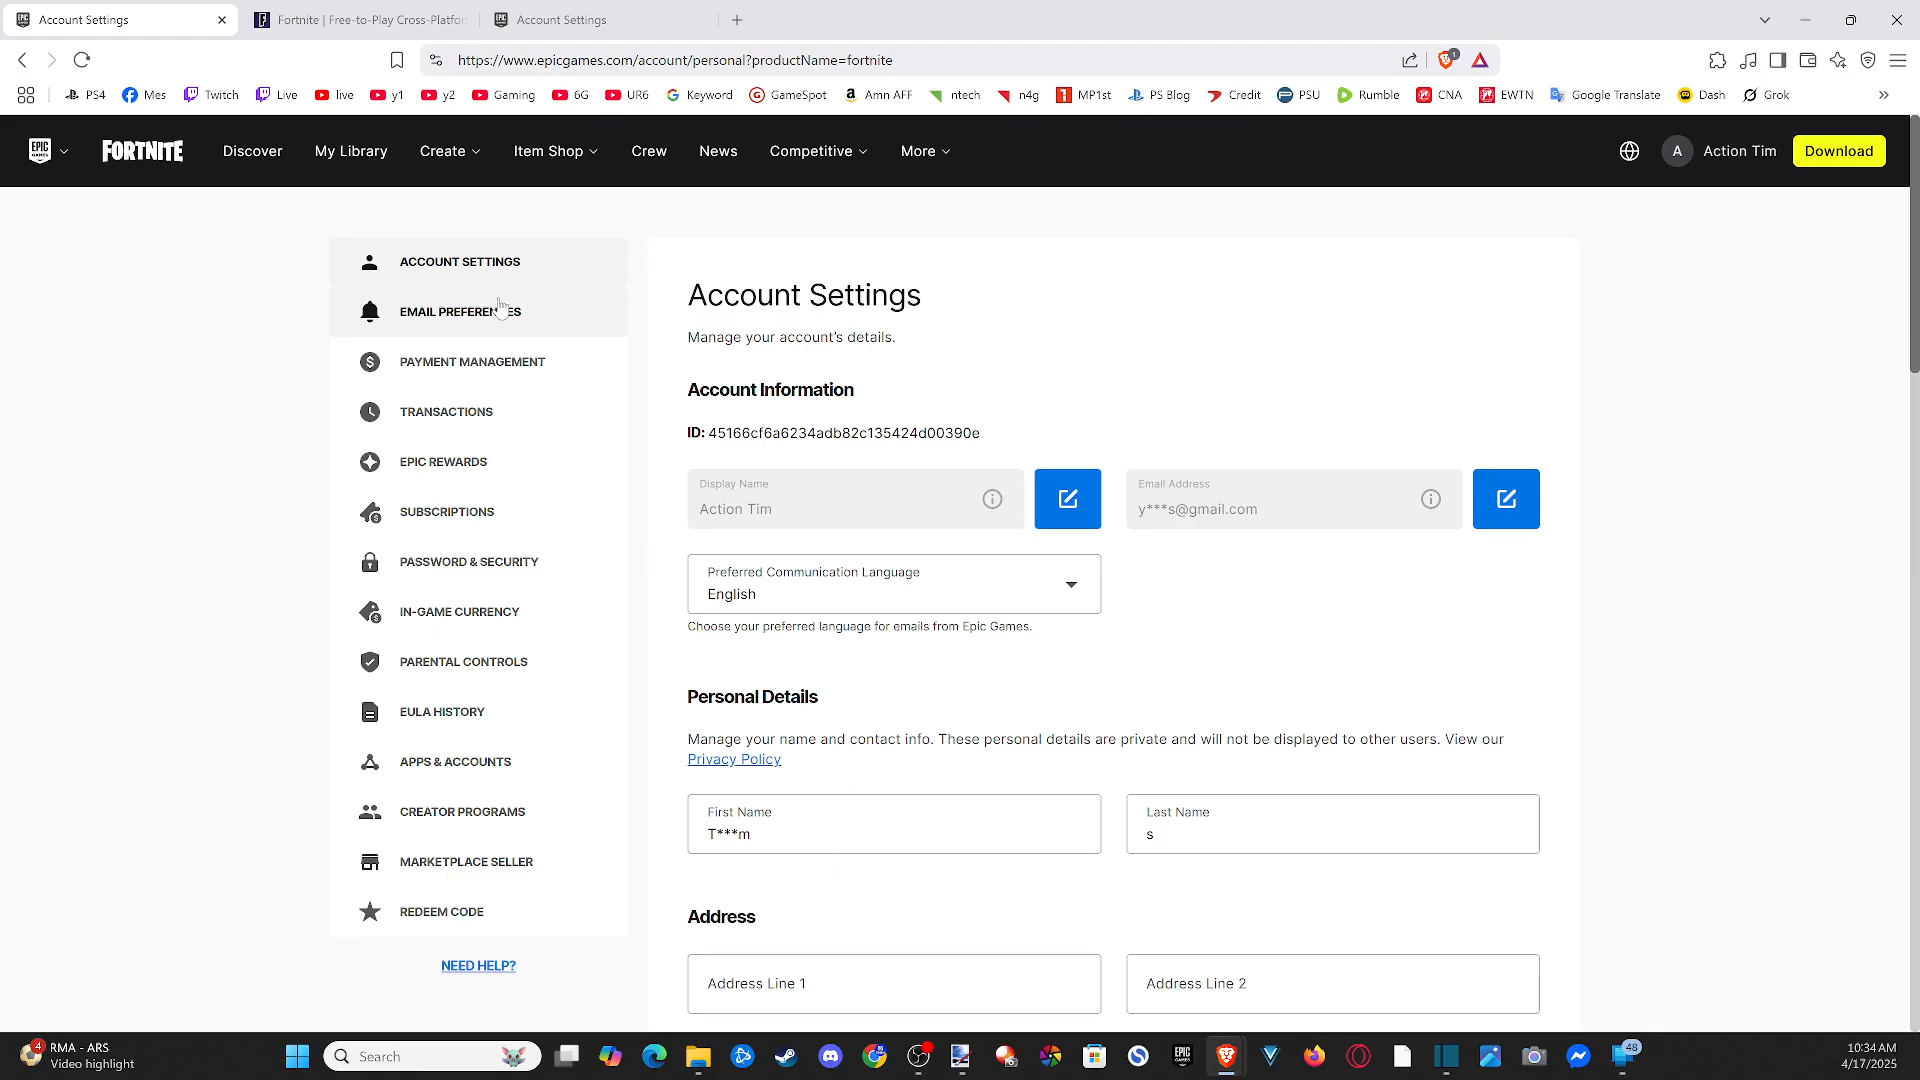 Account Settings
Fortnite | Free-to-Play Cross-Platfor
Account Settings
https://www.epicgames.com/account/personal?productName=fortnite
1
PS4
Mes
Twitch
Live
live
y1
y2
Gaming
6G
UR6
Keyword
GameSpot
Amn AFF
ntech
n4g
MP1st
PS Blog
Credit
PSU
Rumble
CNA
EWTN
Google Translate
Dash
Grok
EPIC GAMES
FORTNITE
Discover
My Library
Create
Item Shop
Crew
News
Competitive
More
A
Action Tim
Download
ACCOUNT SETTINGS
EMAIL PREFERENCES
PAYMENT MANAGEMENT
TRANSACTIONS
EPIC REWARDS
SUBSCRIPTIONS
PASSWORD & SECURITY
IN-GAME CURRENCY
PARENTAL CONTROLS
EULA HISTORY
APPS & ACCOUNTS
CREATOR PROGRAMS
MARKETPLACE SELLER
REDEEM CODE
NEED HELP?
Account Settings
Manage your account's details.
Account Information
ID: 45166cf6a6234adb82c135424d00390e
Display Name
Action Tim
Email Address
y***s@gmail.com
Preferred Communication Language
English
Choose your preferred language for emails from Epic Games.
Personal Details
Manage your name and contact info. These personal details are private and will not be displayed to other users. View our
Privacy Policy
First Name
T***m
Last Name
s
Address
Address Line 1
Address Line 2
4
RMA - ARS
Video highlight
Search
48
10:34 AM
4/17/2025